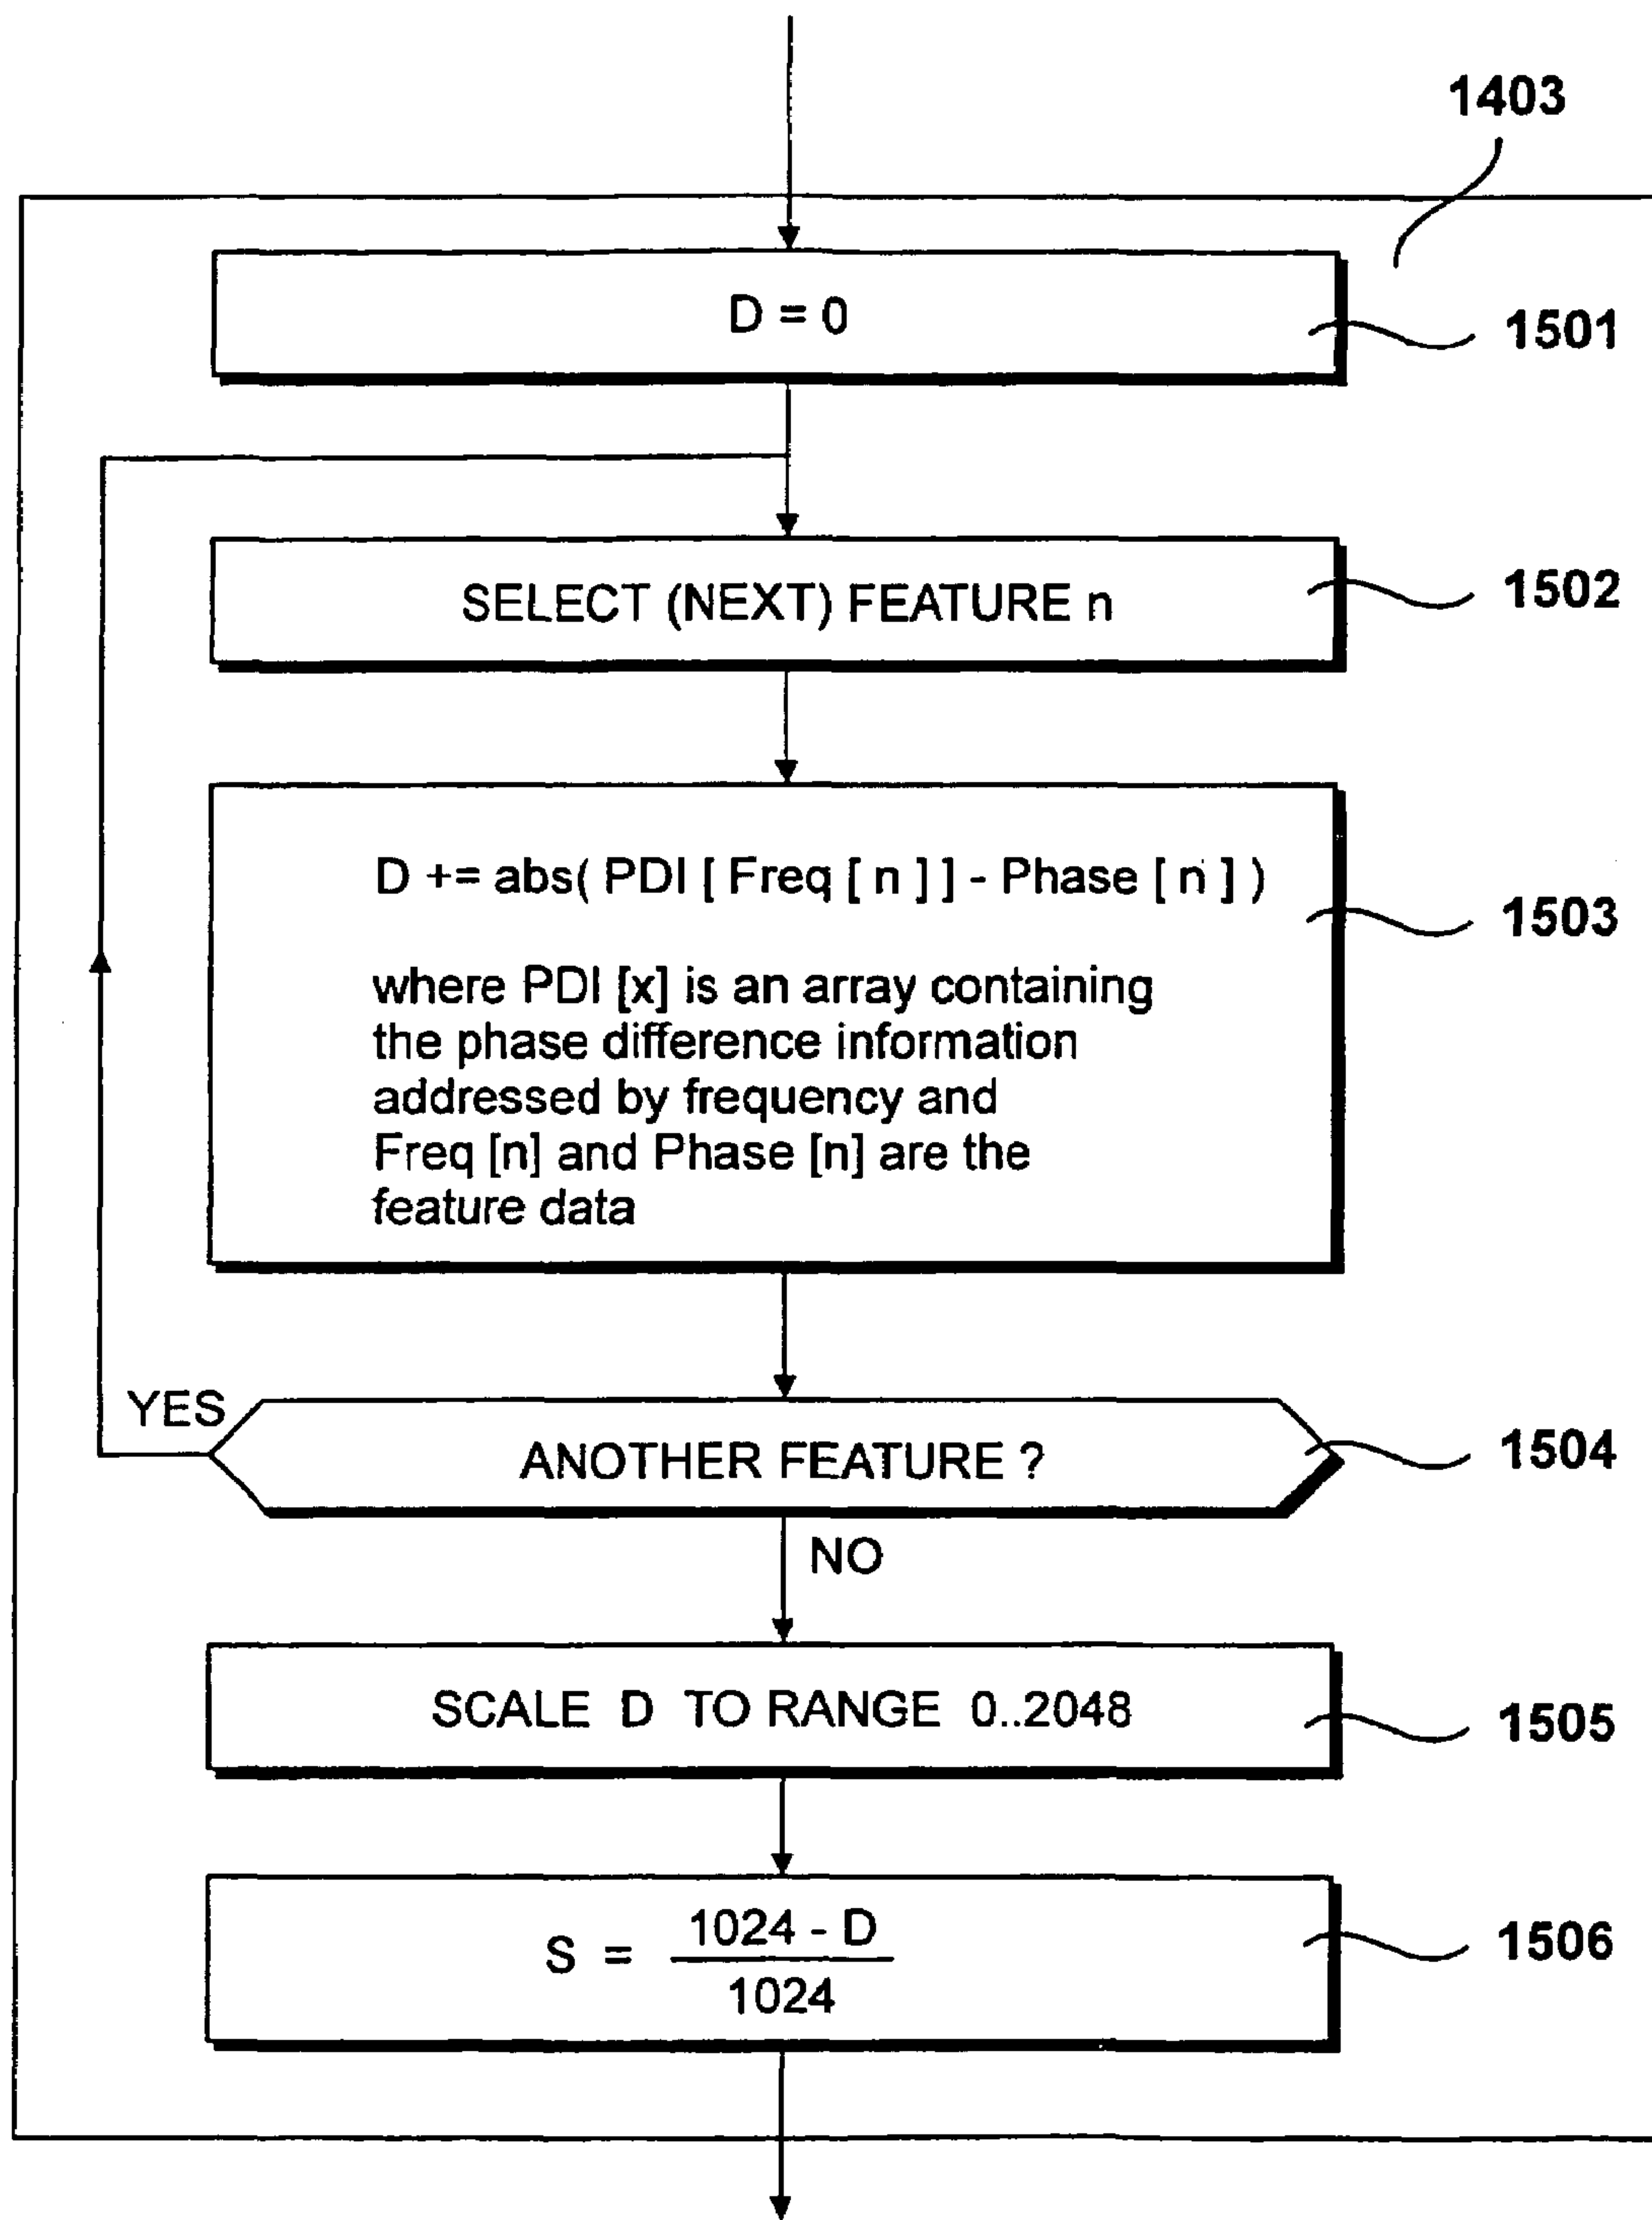 1403
D = 0
1501
SELECT (NEXT) FEATURE n
1502
D += abs( PDI [ Freq [ n ] ] - Phase [ n ] )
1503
where PDI [x] is an array containing
the phase difference information
addressed by frequency and
Freq [n] and Phase [n] are the
feature data
YES
ANOTHER FEATURE ?
1504
NO
SCALE D TO RANGE 0..2048
1505
S = 1024 - D
1024
1506